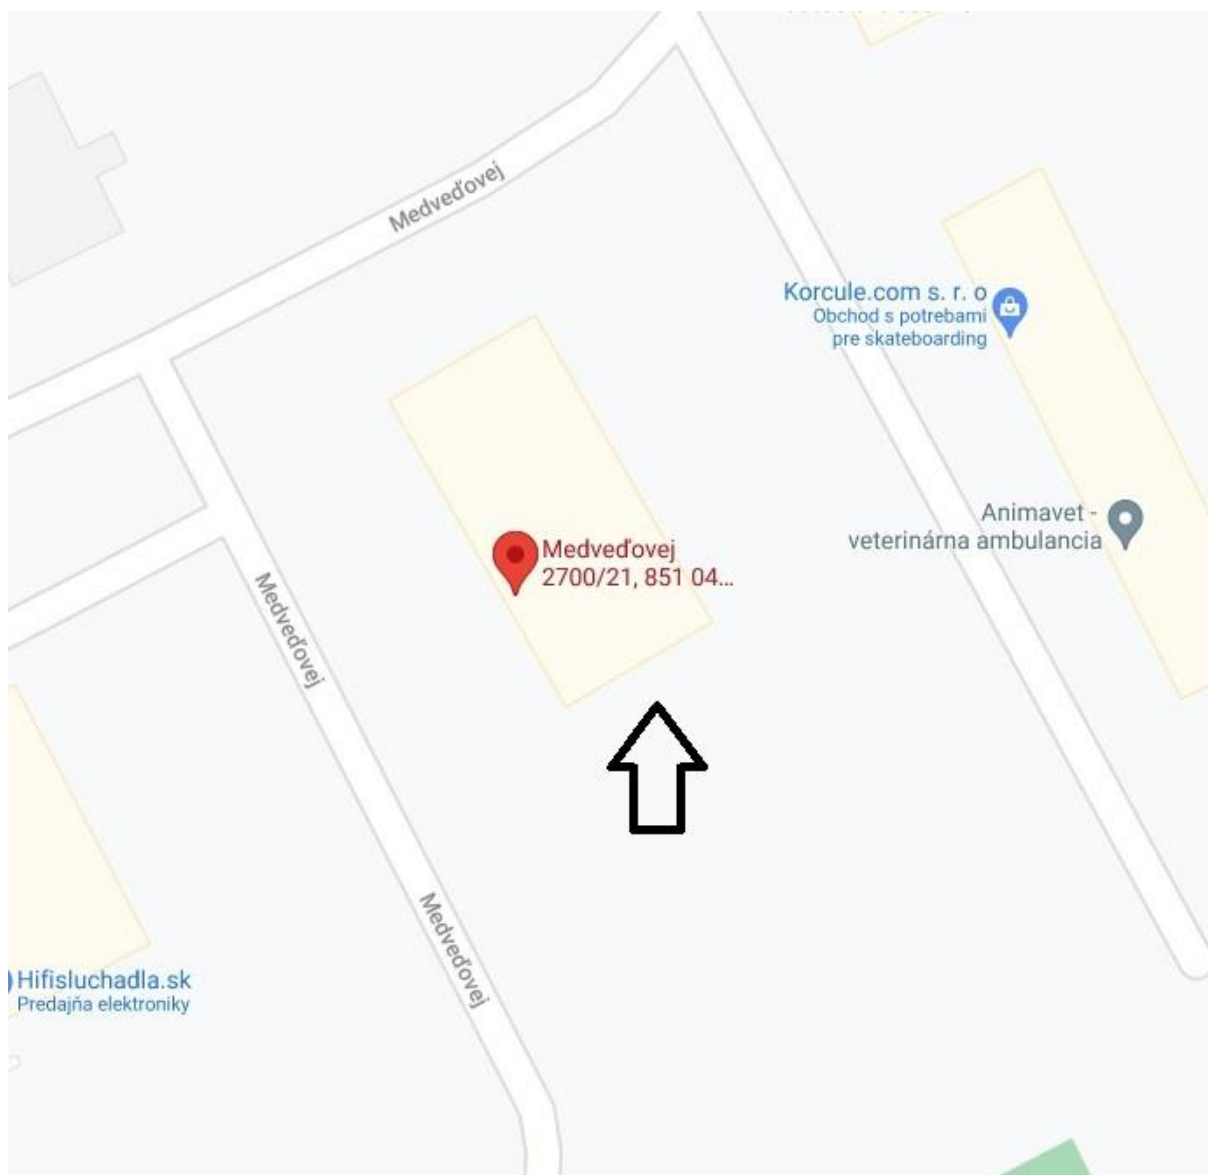 Medveďovej
Korcule.com s. r. o
Obchod s potrebami
pre skateboarding
Animavet -
veterinárna ambulancia
Medveďovej
2700/21, 851 04...
Medveďovej
Medveďovej
Hifisluchadla.sk
Predajňa elektroniky